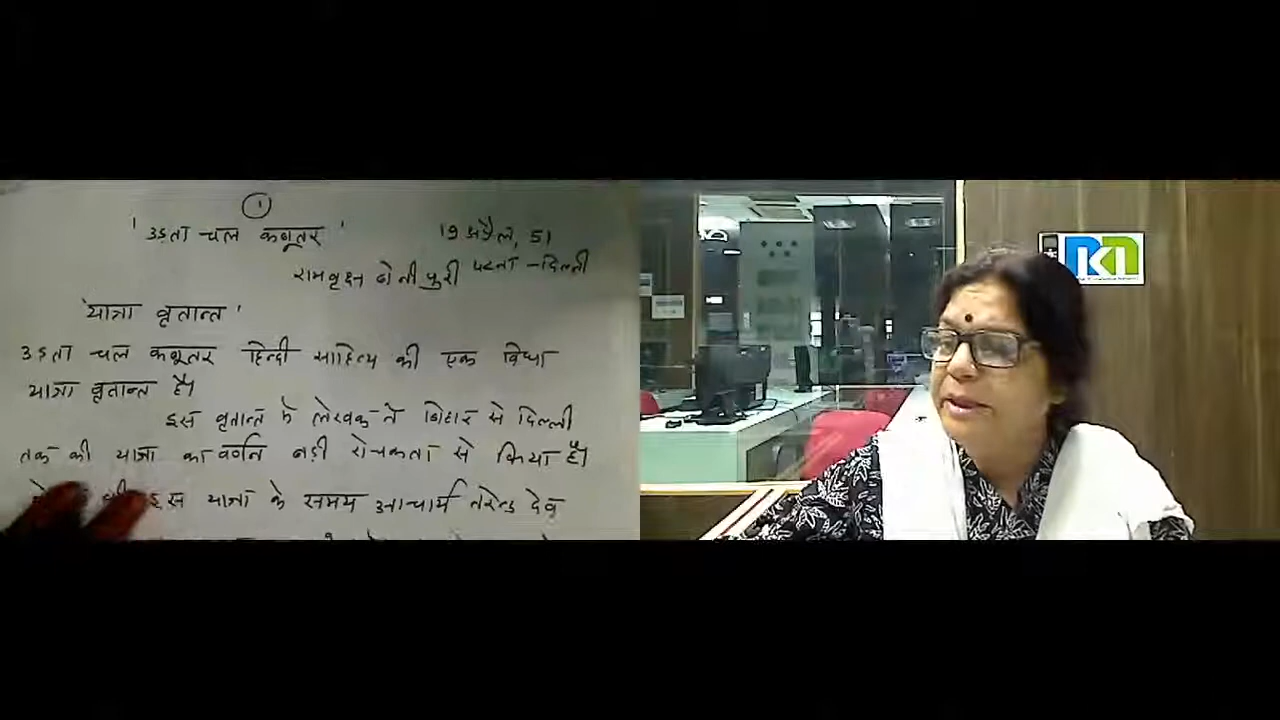 १
' उड़ता चल कबूतर ' 19 अप्रैल, 51
रामवृक्ष बेनीपुरी पटना - दिल्ली
'यात्रा वृतान्त'
उड़ता चल कबूतर हिन्दी साहित्य की एक विधा
यात्रा वृतान्त है।
इस वृतान्त के लेखक ने बिहार से दिल्ली
तक की यात्रा का वर्णन बड़ी रोचकता से किया है।
इस यात्रा के समय आचार्य नरेन्द्र देव